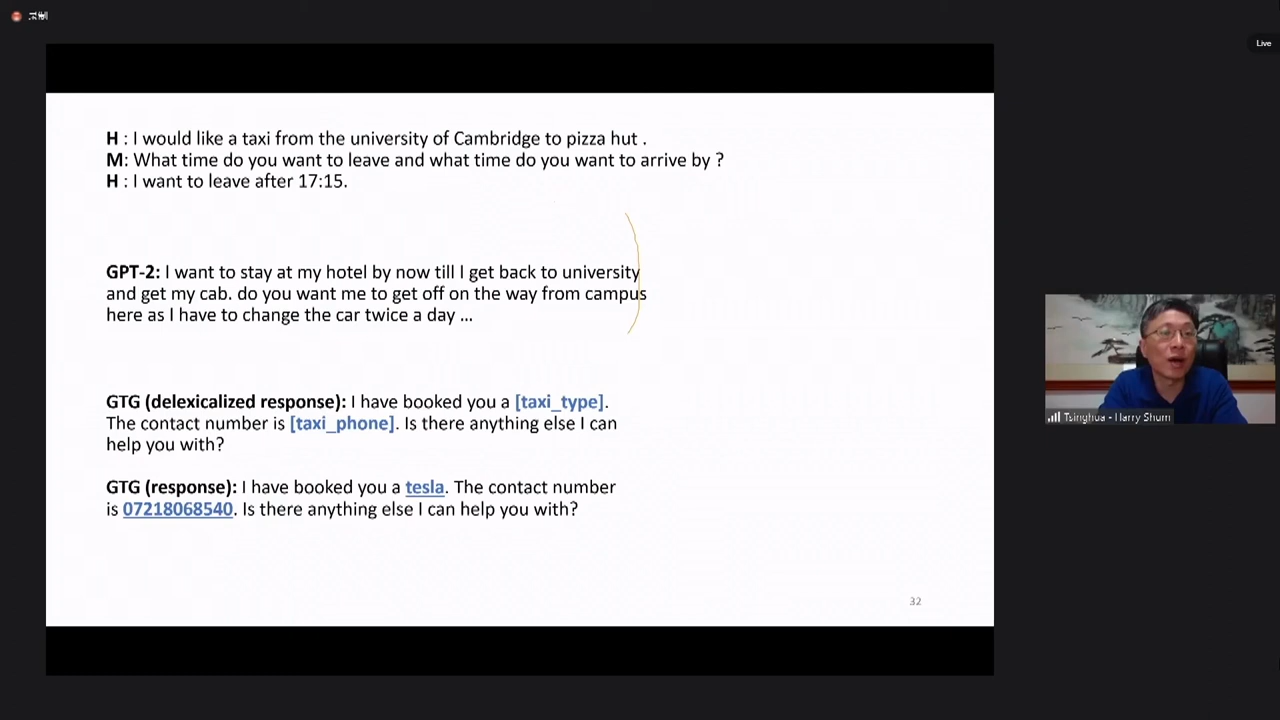 Live
H : I would like a taxi from the university of Cambridge to pizza hut .
M: What time do you want to leave and what time do you want to arrive by ?
H : I want to leave after 17:15.
GPT-2: I want to stay at my hotel by now till I get back to university
and get my cab. do you want me to get off on the way from campus
here as I have to change the car twice a day ...
GTG (delexicalized response): I have booked you a [taxi_type].
The contact number is [taxi_phone]. Is there anything else I can
help you with?
GTG (response): I have booked you a tesla. The contact number
is 07218068540. Is there anything else I can help you with?
32
Tsinghua - Harry Shum